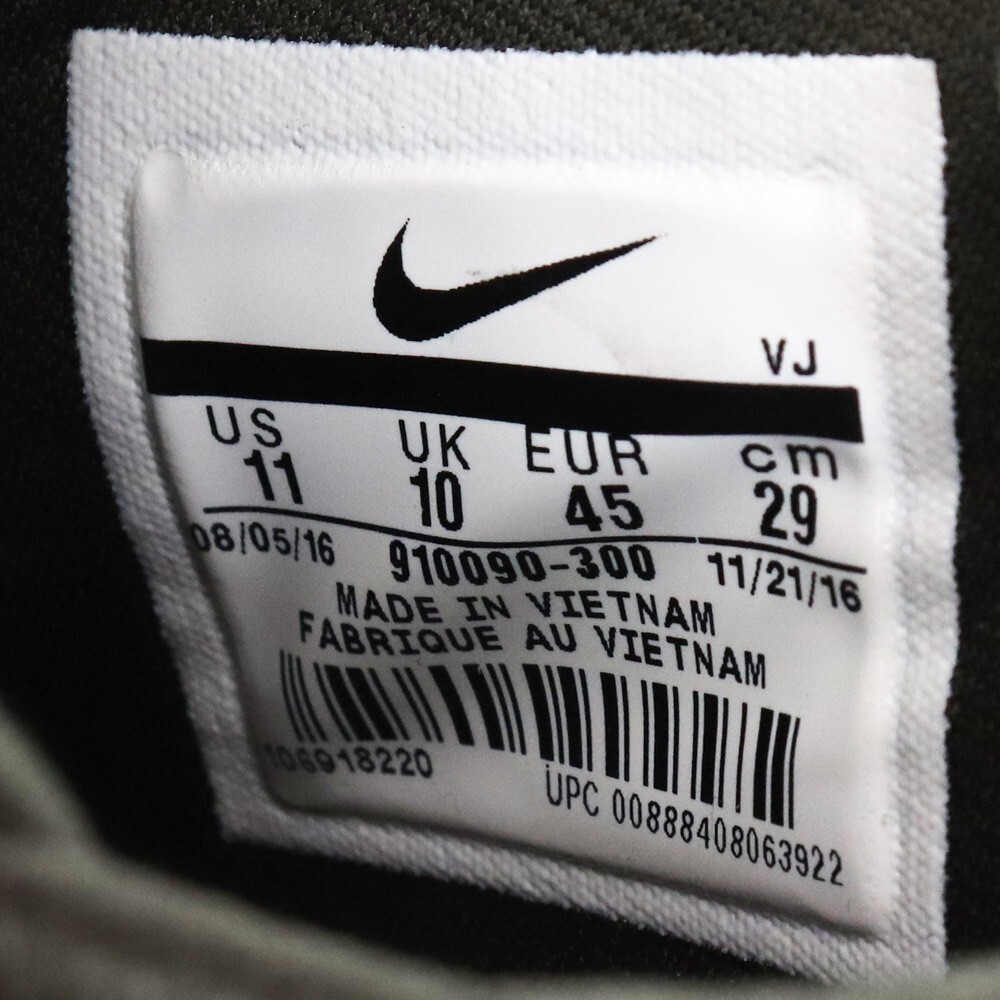 VJ
US UK EUR cm
11 10 45 29
08/05/16 910090-300 11/21/16
MADE IN VIETNAM
FABRIQUE AU VIETNAM
106918220
UPC 00888408063922